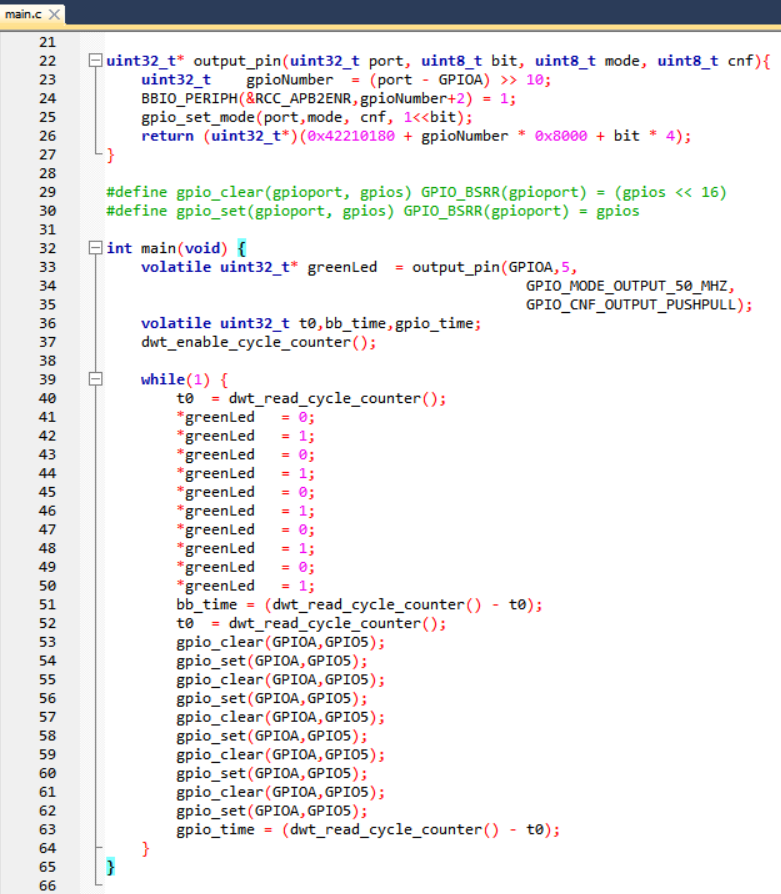 main.c
21
22 uint32_t* output_pin(uint32_t port, uint8_t bit, uint8_t mode, uint8_t cnf){
23     uint32_t    gpioNumber  = (port - GPIOA) >> 10;
24     BBIO_PERIPH(&RCC_APB2ENR,gpioNumber+2) = 1;
25     gpio_set_mode(port,mode, cnf, 1<<bit);
26     return (uint32_t*)(0x42210180 + gpioNumber * 0x8000 + bit * 4);
27 }
28
29 #define gpio_clear(gpioport, gpios) GPIO_BSRR(gpioport) = (gpios << 16)
30 #define gpio_set(gpioport, gpios) GPIO_BSRR(gpioport) = gpios
31
32 int main(void) {
33     volatile uint32_t* greenLed  = output_pin(GPIOA,5,
34                                                 GPIO_MODE_OUTPUT_50_MHZ,
35                                                 GPIO_CNF_OUTPUT_PUSHPULL);
36     volatile uint32_t t0,bb_time,gpio_time;
37     dwt_enable_cycle_counter();
38
39     while(1) {
40         t0  = dwt_read_cycle_counter();
41         *greenLed   = 0;
42         *greenLed   = 1;
43         *greenLed   = 0;
44         *greenLed   = 1;
45         *greenLed   = 0;
46         *greenLed   = 1;
47         *greenLed   = 0;
48         *greenLed   = 1;
49         *greenLed   = 0;
50         *greenLed   = 1;
51         bb_time = (dwt_read_cycle_counter() - t0);
52         t0  = dwt_read_cycle_counter();
53         gpio_clear(GPIOA,GPIO5);
54         gpio_set(GPIOA,GPIO5);
55         gpio_clear(GPIOA,GPIO5);
56         gpio_set(GPIOA,GPIO5);
57         gpio_clear(GPIOA,GPIO5);
58         gpio_set(GPIOA,GPIO5);
59         gpio_clear(GPIOA,GPIO5);
60         gpio_set(GPIOA,GPIO5);
61         gpio_clear(GPIOA,GPIO5);
62         gpio_set(GPIOA,GPIO5);
63         gpio_time = (dwt_read_cycle_counter() - t0);
64     }
65 }
66